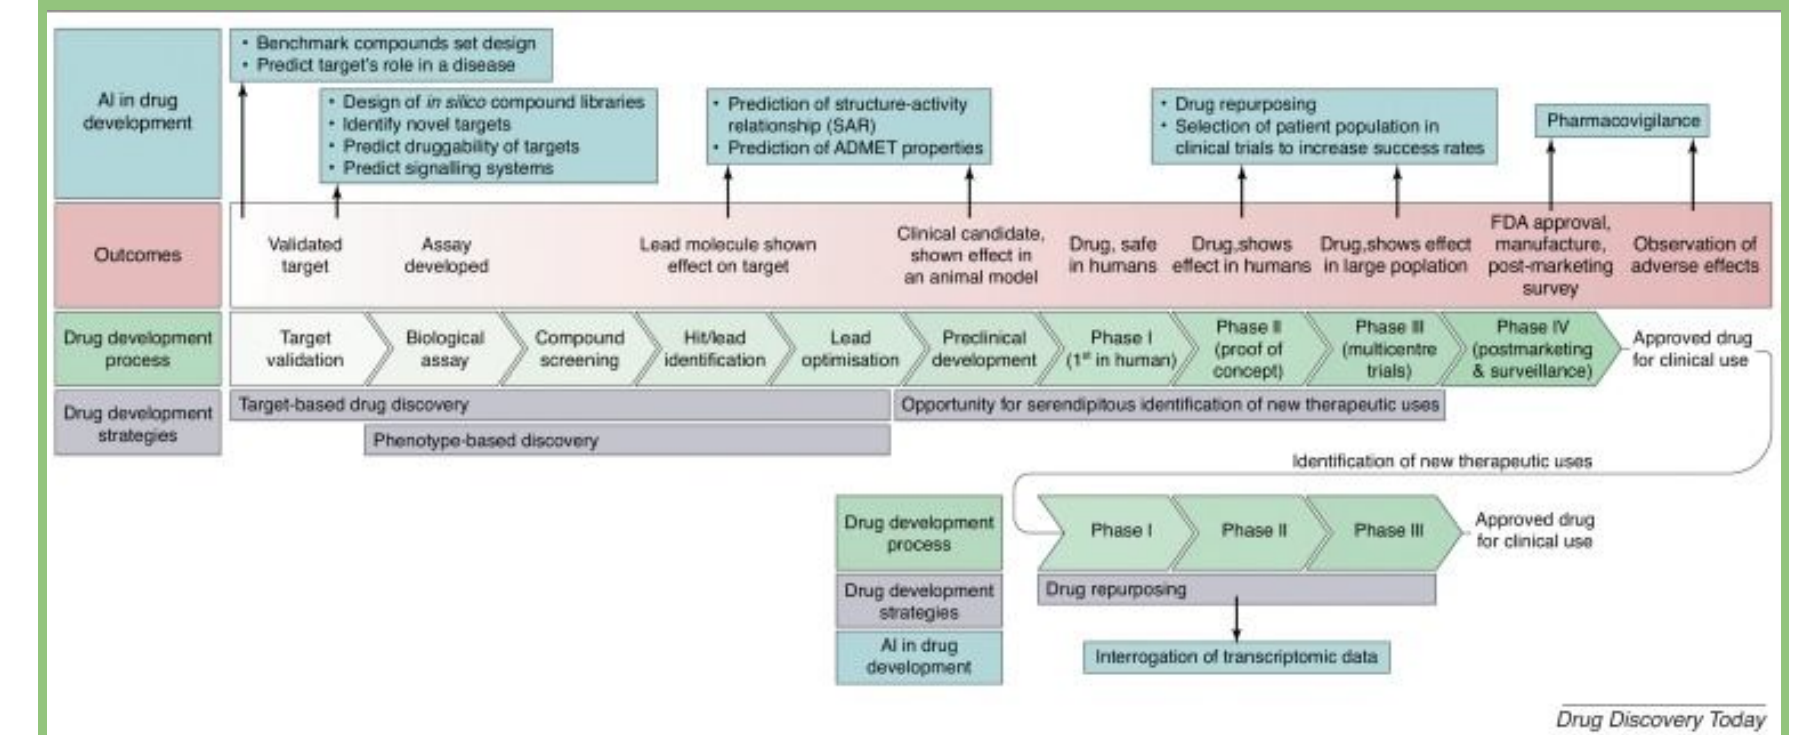 AI in drug
development
• Benchmark compounds set design
• Predict target's role in a disease
• Design of in silico compound libraries
• Identify novel targets
• Predict druggability of targets
• Predict signalling systems
• Prediction of structure-activity
relationship (SAR)
• Prediction of ADMET properties
• Drug repurposing
• Selection of patient population in
clinical trials to increase success rates
Pharmacovigilance
Outcomes
Validated
target
Assay
developed
Lead molecule shown
effect on target
Clinical candidate,
shown effect in
an animal model
Drug, safe
in humans
Drug,shows
effect in humans
Drug,shows effect
in large poplation
FDA approval,
manufacture,
post-marketing
survey
Observation of
adverse effects
Drug development
process
Target
validation
Biological
assay
Compound
screening
Hit/lead
identification
Lead
optimisation
Preclinical
development
Phase I
(1st in human)
Phase II
(proof of
concept)
Phase III
(multicentre
trials)
Phase IV
(postmarketing
& surveillance)
Approved drug
for clinical use
Drug development
strategies
Target-based drug discovery
Opportunity for serendipitous identification of new therapeutic uses
Phenotype-based discovery
Identification of new therapeutic uses
Drug development
process
Phase I
Phase II
Phase III
Approved drug
for clinical use
Drug development
strategies
Drug repurposing
AI in drug
development
Interrogation of transcriptomic data
Drug Discovery Today